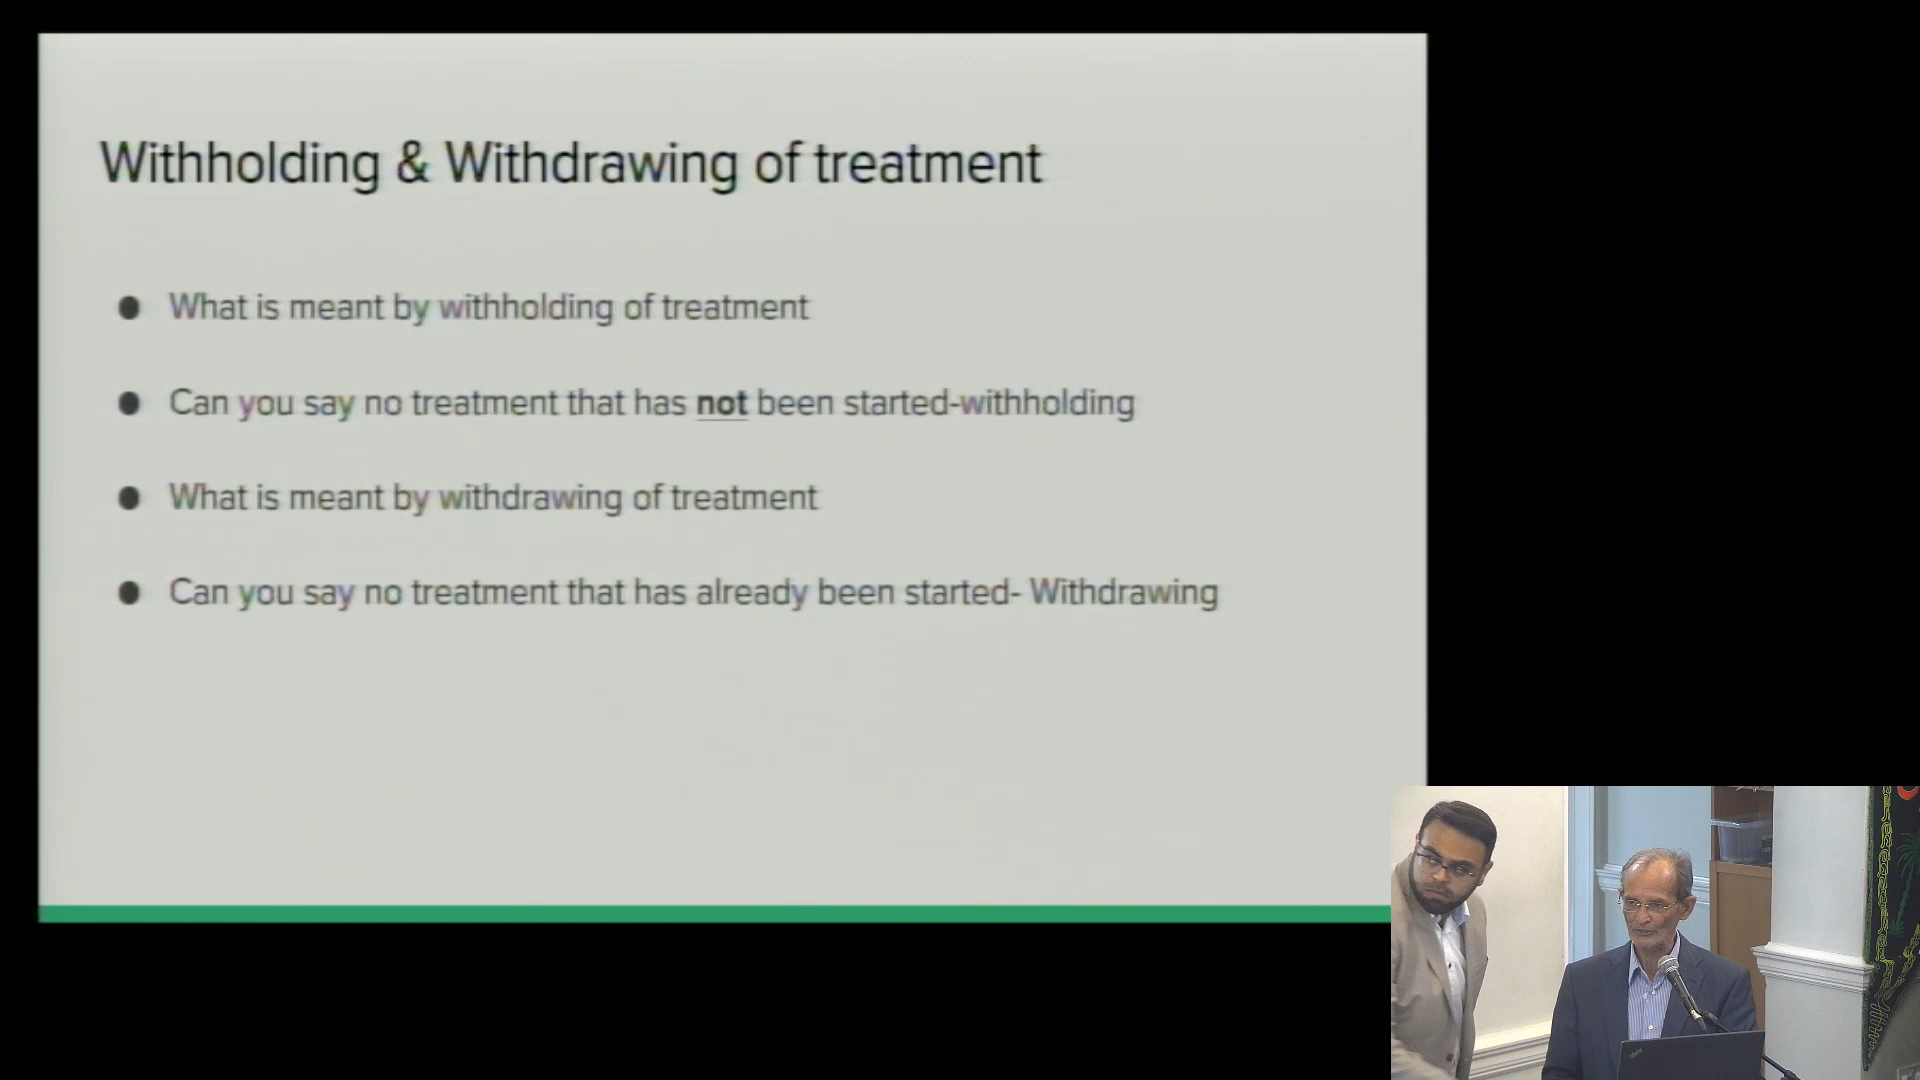 Withholding & Withdrawing of treatment
● What is meant by withholding of treatment
● Can you say no treatment that has not been started-withholding
● What is meant by withdrawing of treatment
● Can you say no treatment that has already been started- Withdrawing